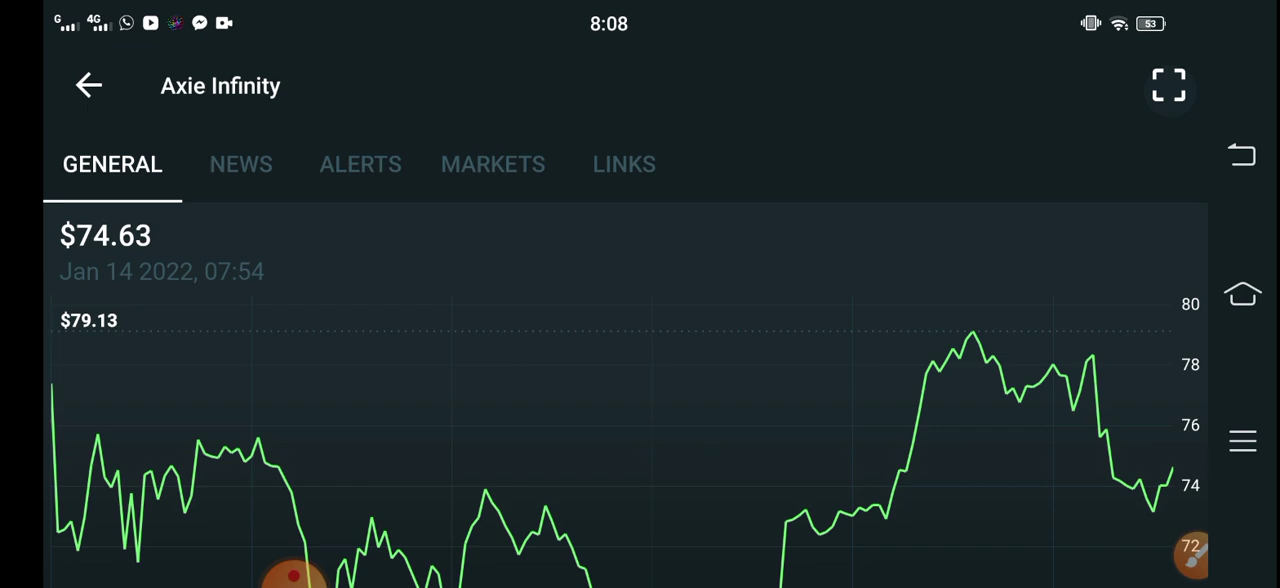 G 4G 8:08 53
Axie Infinity
GENERAL NEWS ALERTS MARKETS LINKS
$74.63
Jan 14 2022, 07:54
$79.13
80
78
76
74
72